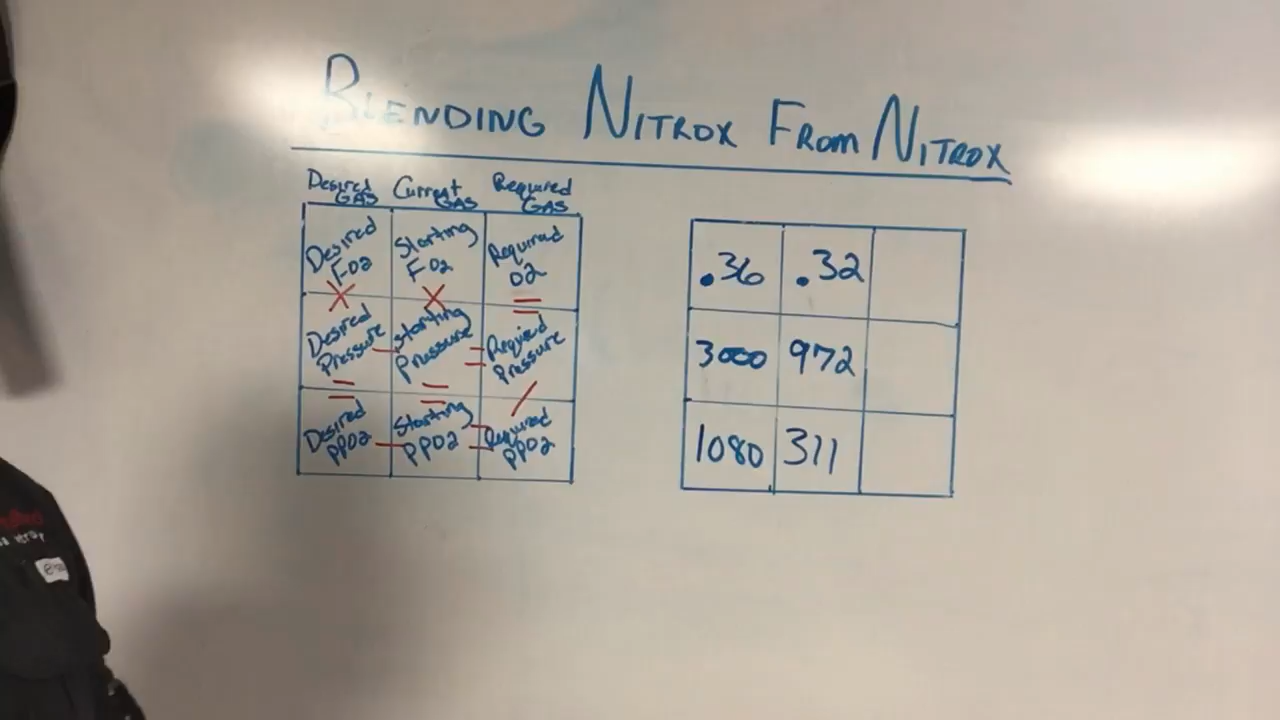 BLENDING NITROX FROM NITROX
Desired GAS
Current GAS
Required GAS
Desired FO2
Starting FO2
Required O2
× × =
Desired Pressure - Starting Pressure = Required Pressure
= = /
Desired PPO2 - Starting PPO2 = Required PPO2
.36 .32
3000 972
1080 311